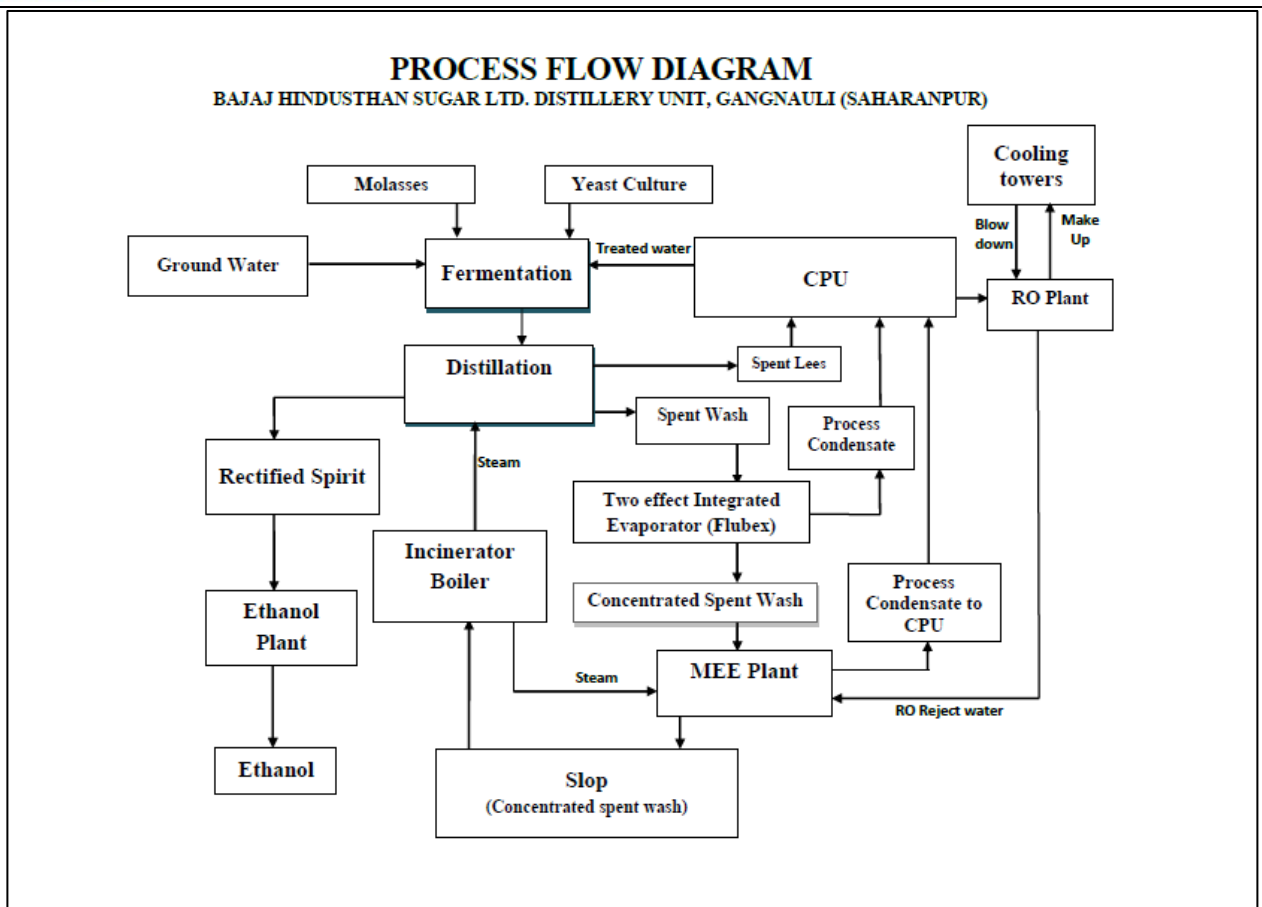 PROCESS FLOW DIAGRAM
BAJAJ HINDUSTHAN SUGAR LTD. DISTILLERY UNIT, GANGNAULI (SAHARANPUR)
Cooling
towers
Molasses
Yeast Culture
Blow
down
Make
Up
Ground Water
Fermentation
Treated water
CPU
RO Plant
Distillation
Spent Lees
Spent Wash
Process
Condensate
Rectified Spirit
Steam
Two effect Integrated
Evaporator (Flubex)
Incinerator
Boiler
Concentrated Spent Wash
Process
Condensate to
CPU
Ethanol
Plant
MEE Plant
Steam
RO Reject water
Ethanol
Slop
(Concentrated spent wash)